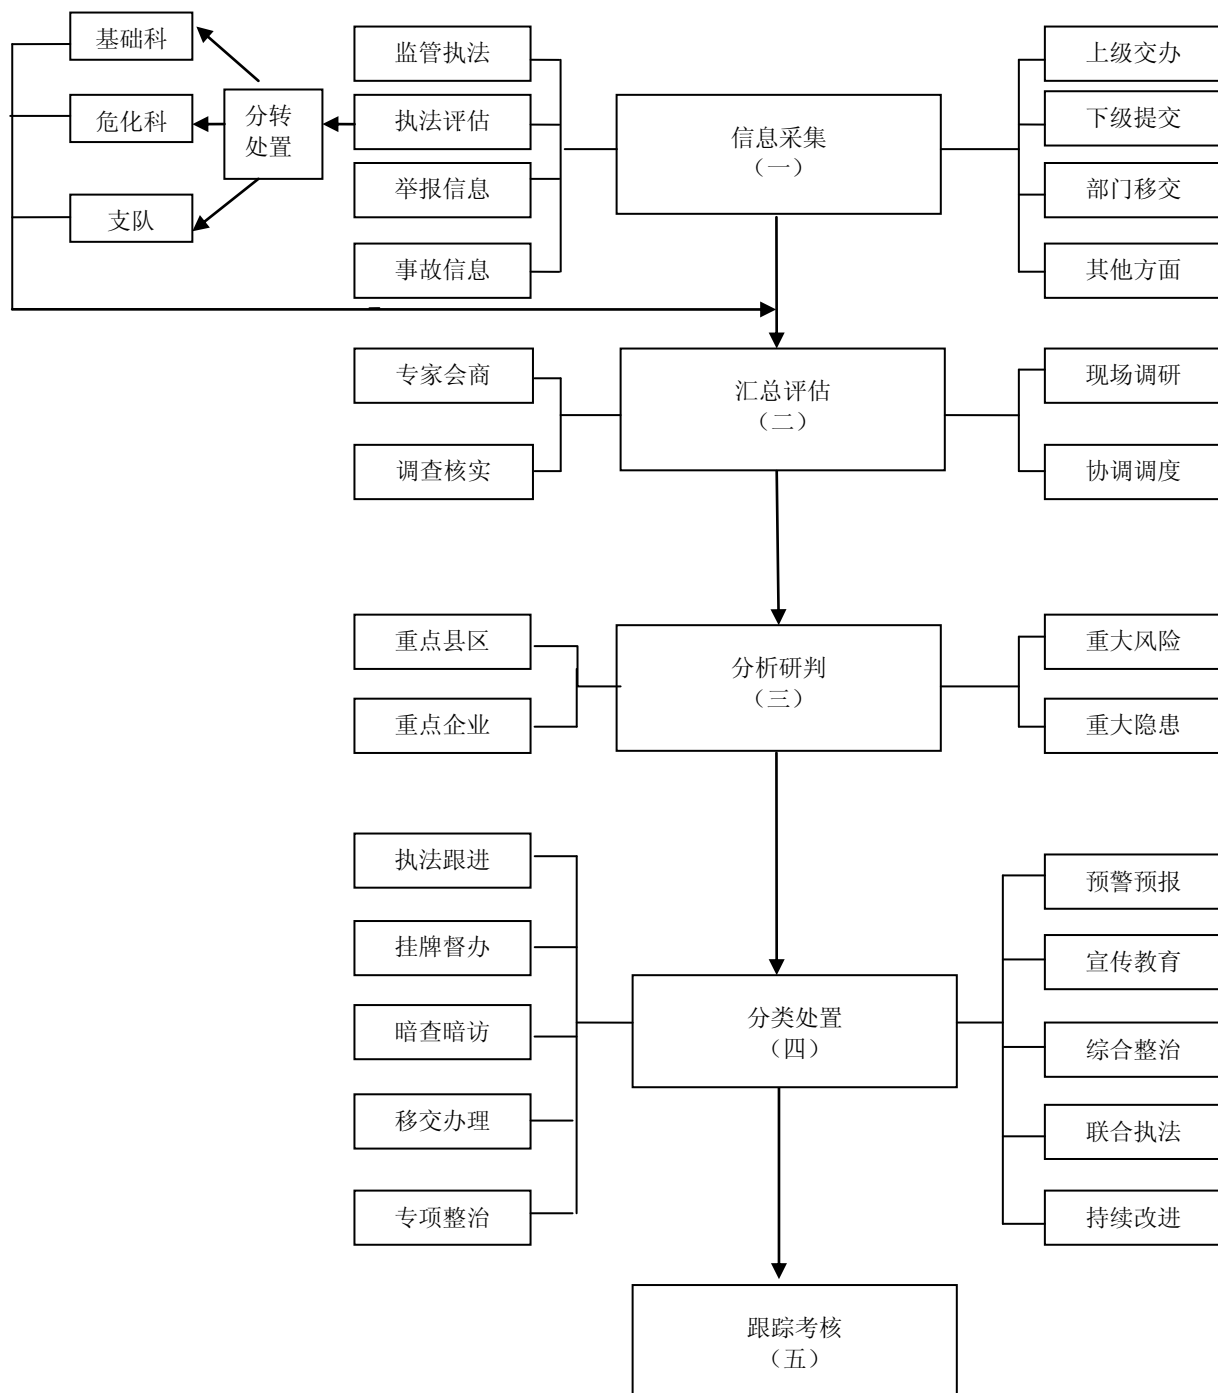 基础科
危化科
支队
分转
处置
监管执法
执法评估
举报信息
事故信息
信息采集
（一）
上级交办
下级提交
部门移交
其他方面
专家会商
调查核实
汇总评估
（二）
现场调研
协调调度
重点县区
重点企业
分析研判
（三）
重大风险
重大隐患
执法跟进
挂牌督办
暗查暗访
移交办理
专项整治
分类处置
（四）
预警预报
宣传教育
综合整治
联合执法
持续改进
跟踪考核
（五）